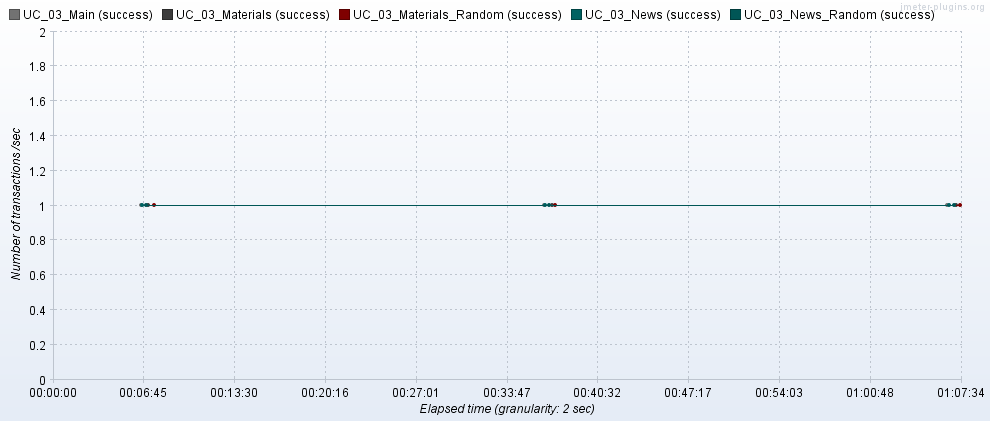 UC_03_Main (success) UC_03_Materials (success) UC_03_Materials_Random (success) UC_03_News (success) UC_03_News_Random (success)
jmeter-plugins.org
Number of transactions /sec
2
1.8
1.6
1.4
1.2
1
0.8
0.6
0.4
0.2
0
00:00:00 00:06:45 00:13:30 00:20:16 00:27:01 00:33:47 00:40:32 00:47:17 00:54:03 01:00:48 01:07:34
Elapsed time (granularity: 2 sec)